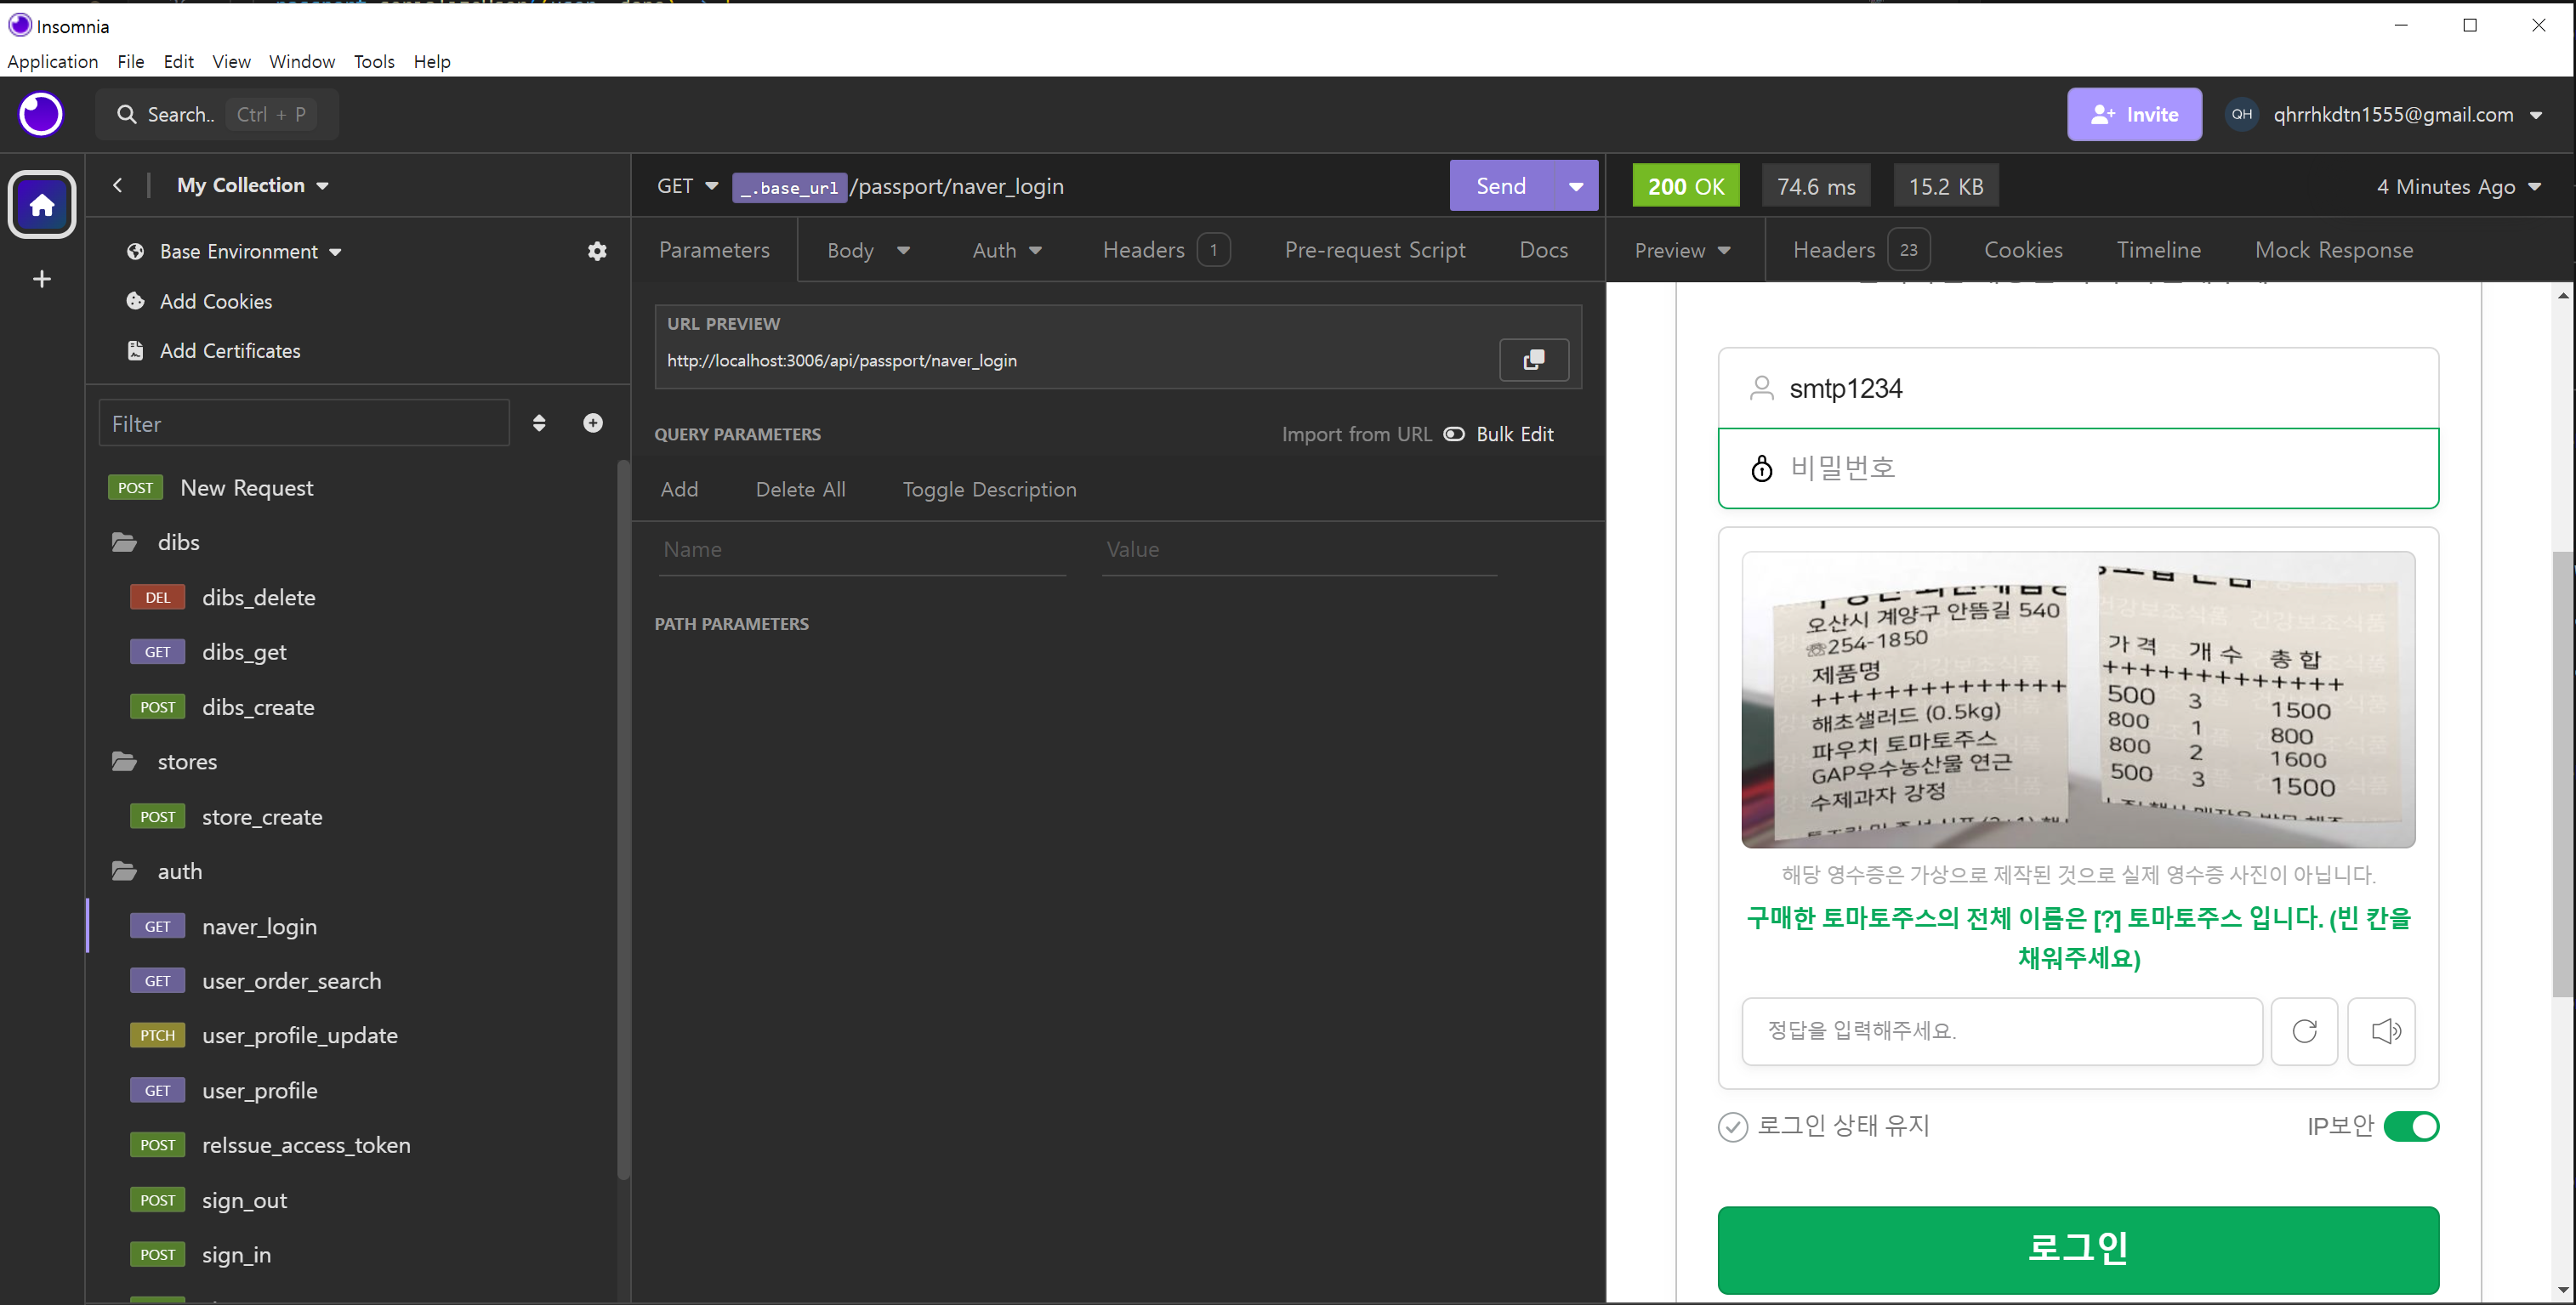 Insomnia
Application File Edit View Window Tools Help
Search.. Ctrl + P
Invite
QH qhrrhkdtn1555@gmail.com
My Collection
Base Environment
Add Cookies
Add Certificates
Filter
POST New Request
dibs
DEL dibs_delete
GET dibs_get
POST dibs_create
stores
POST store_create
auth
GET naver_login
GET user_order_search
PTCH user_profile_update
GET user_profile
POST reIssue_access_token
POST sign_out
POST sign_in
GET _.base_url/passport/naver_login
Send
Parameters Body Auth Headers 1 Pre-request Script Docs
URL PREVIEW
http://localhost:3006/api/passport/naver_login
QUERY PARAMETERS
Import from URL Bulk Edit
Add Delete All Toggle Description
Name Value
PATH PARAMETERS
200 OK 74.6 ms 15.2 KB
4 Minutes Ago
Preview Headers 23 Cookies Timeline Mock Response
smtp1234
비밀번호
오산시 계양구 안뜸길 540
☏254-1850
제품명
++++++++++++++
해초샐러드 (0.5kg)
파우치 토마토주스
GAP우수농산물 연근
수제과자 강정
건강보조식품 건강보조식품
가격 개수 총합
+++++++++++++
500 3 1500
800 1 800
800 2 1600
500 3 1500
해당 영수증은 가상으로 제작된 것으로 실제 영수증 사진이 아닙니다.
구매한 토마토주스의 전체 이름은 [?] 토마토주스 입니다. (빈 칸을
채워주세요)
정답을 입력해주세요.
로그인 상태 유지
IP보안
로그인